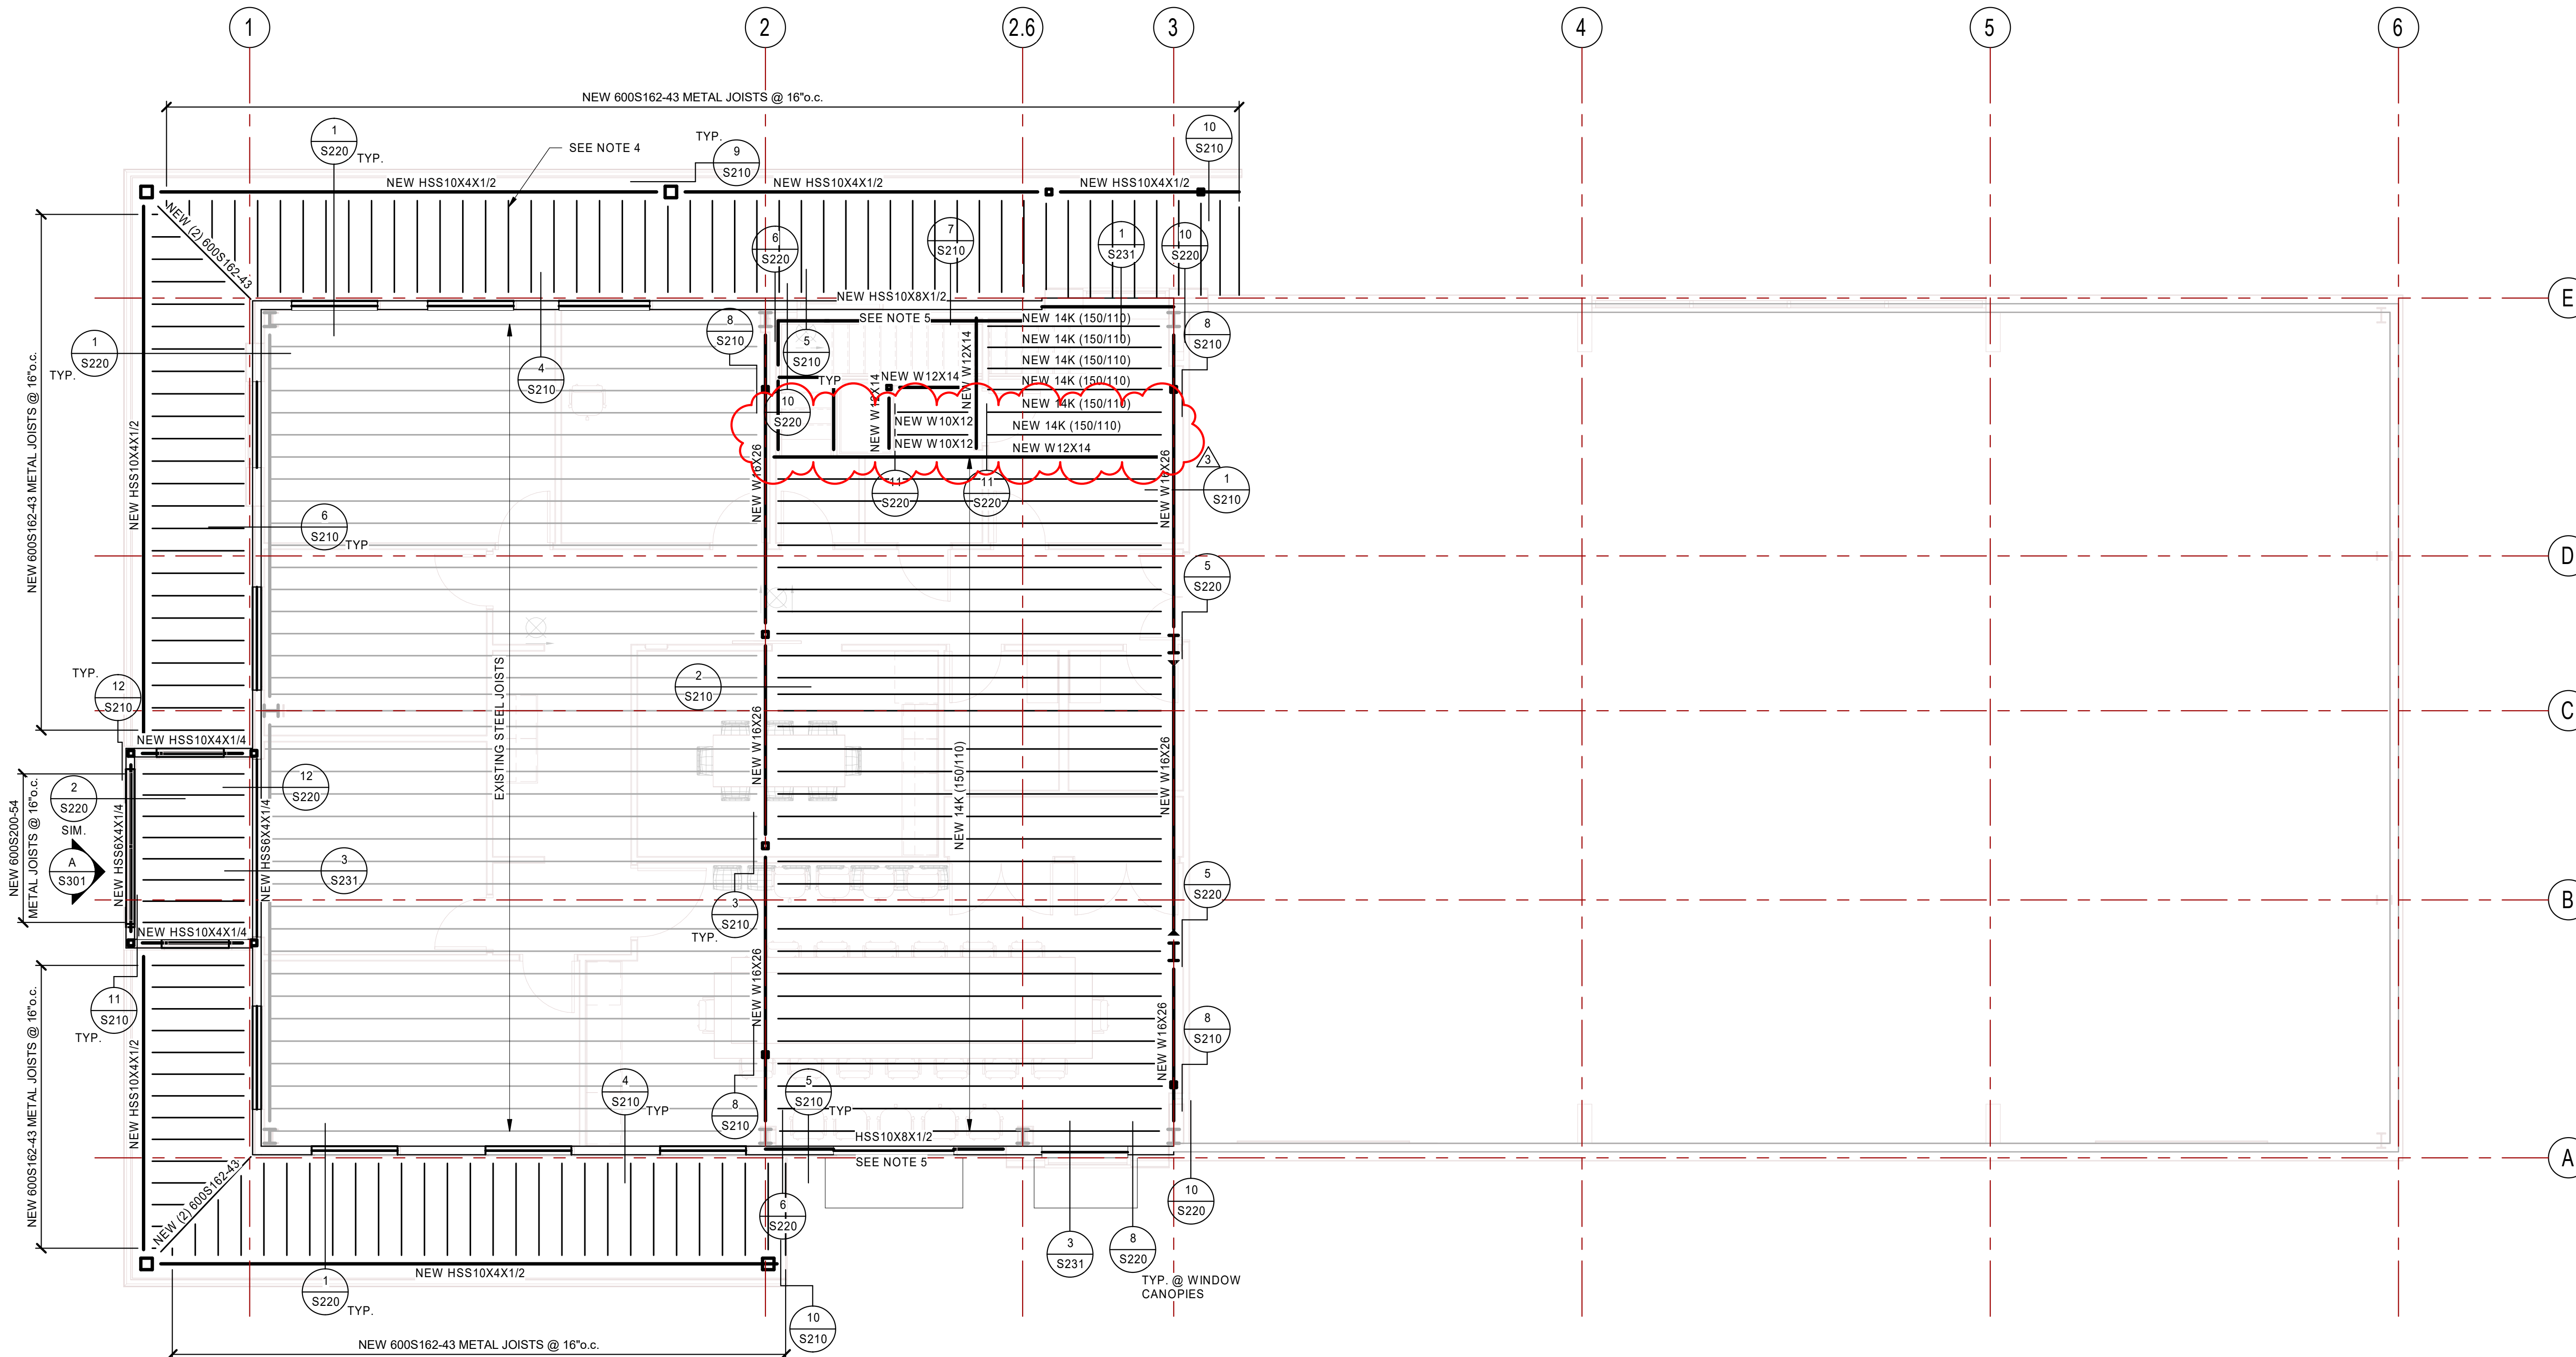 1
2
2.6
3
4
5
6
NEW 600S162-43 METAL JOISTS @ 16"o.c.
1
S220
TYP.
SEE NOTE 4
TYP.
9
S210
10
S210
NEW HSS10X4X1/2
NEW HSS10X4X1/2
NEW HSS10X4X1/2
NEW (2) 600S162-43
6
S220
7
S210
1
S231
10
S220
NEW HSS10X8X1/2
E
SEE NOTE 5
NEW 14K (150/110)
NEW 14K (150/110)
NEW 14K (150/110)
NEW 14K (150/110)
NEW 14K (150/110)
NEW 14K (150/110)
8
S210
8
S210
5
S210
TYP
1
S220
TYP.
4
S210
NEW W12X14
NEW W12X14
10
S220
NEW W10X12
NEW W10X12
NEW W12X14
NEW W16X26
NEW W16X26
3
1
S210
11
S220
11
S220
NEW 600S162-43 METAL JOISTS @ 16"o.c.
NEW HSS10X4X1/2
6
S210
TYP
D
5
S220
EXISTING STEEL JOISTS
2
S210
TYP.
12
S210
C
NEW W16X26
NEW W16X26
NEW 14K (150/110)
NEW HSS10X4X1/4
12
S220
2
S220
SIM.
A
S301
NEW 600S200-54
METAL JOISTS @ 16"o.c.
NEW HSS6X4X1/4
NEW HSS6X4X1/4
3
S231
5
S220
B
3
S210
TYP.
NEW HSS10X4X1/4
11
S210
TYP.
NEW W16X26
NEW W16X26
8
S210
NEW 600S162-43 METAL JOISTS @ 16"o.c.
NEW HSS10X4X1/2
4
S210
TYP
8
S210
5
S210
TYP
HSS10X8X1/2
SEE NOTE 5
A
NEW (2) 600S162-43
6
S220
10
S220
3
S231
8
S220
TYP. @ WINDOW
CANOPIES
NEW HSS10X4X1/2
1
S220
TYP.
10
S210
NEW 600S162-43 METAL JOISTS @ 16"o.c.